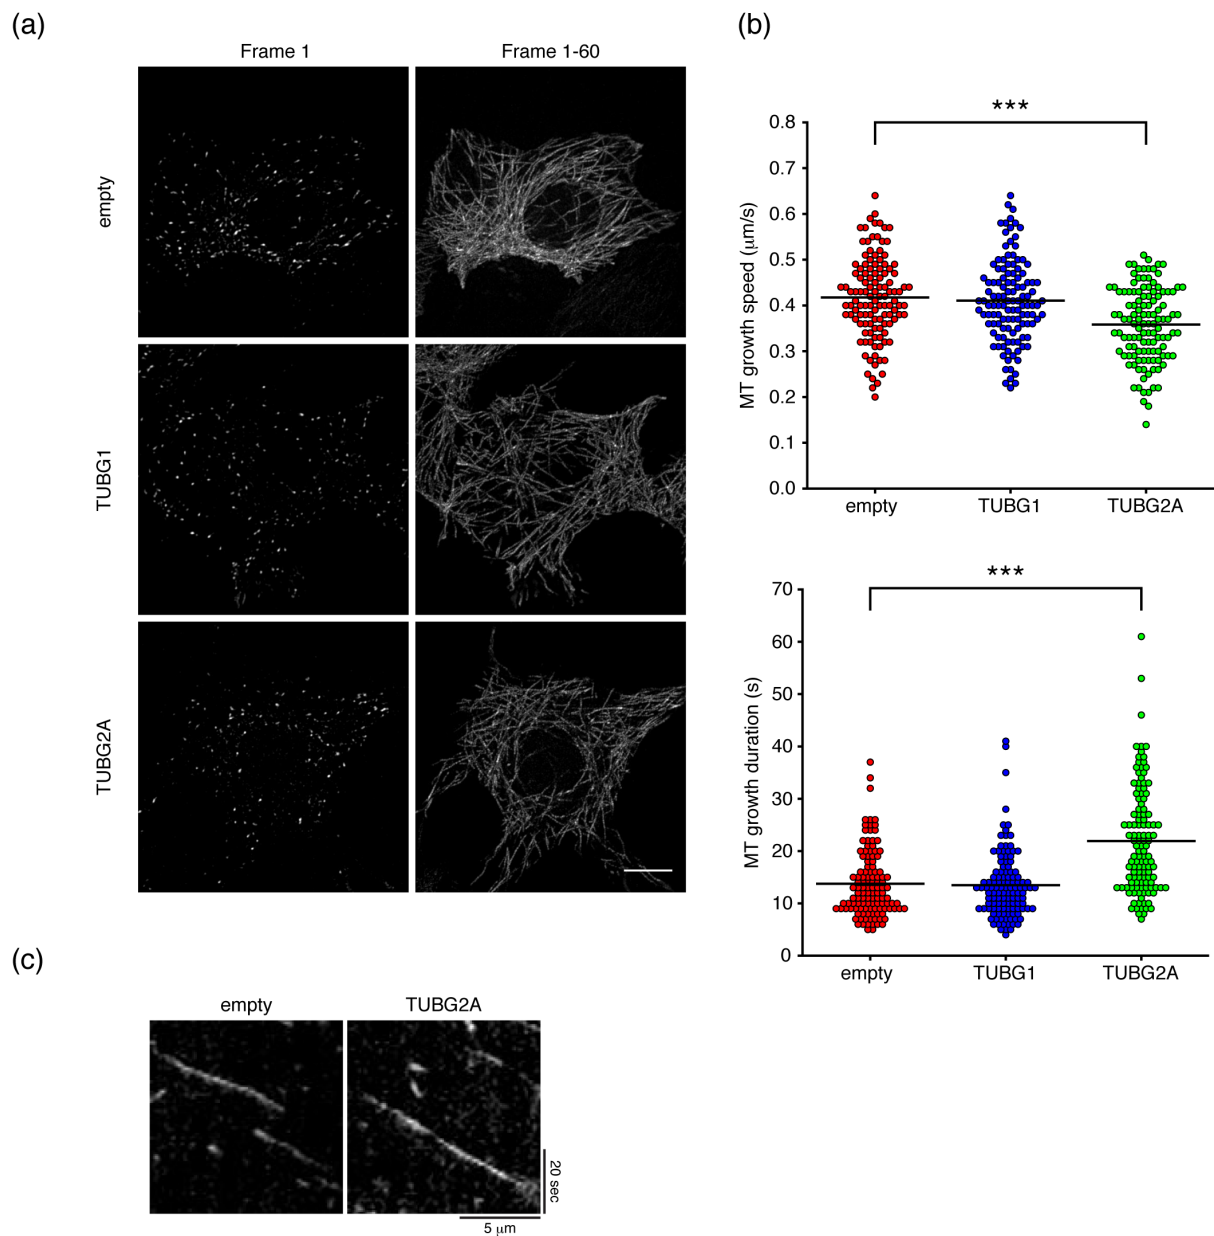 (a)
Frame 1
Frame 1-60
empty
TUBG1
TUBG2A
(b)
***
MT growth speed (μm/s)
0.8
0.7
0.6
0.5
0.4
0.3
0.2
0.1
0.0
empty
TUBG1
TUBG2A
***
MT growth duration (s)
70
60
50
40
30
20
10
0
empty
TUBG1
TUBG2A
(c)
empty
TUBG2A
20 sec
5 μm